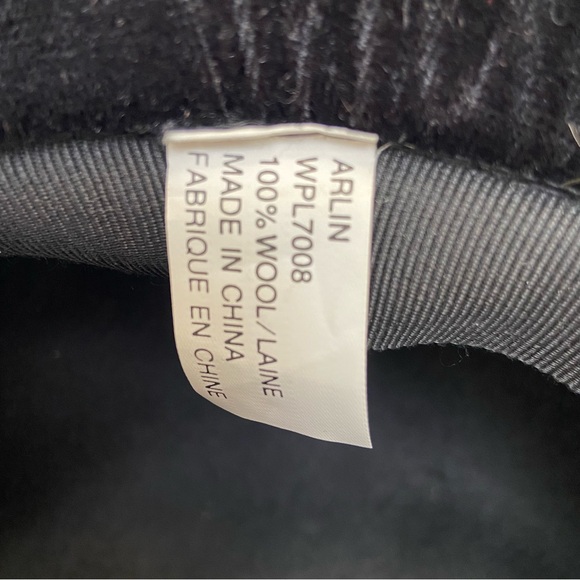 ARLIN
WPL7008
100% WOOL/LAINE
MADE IN CHINA
FABRIQUE EN CHINE